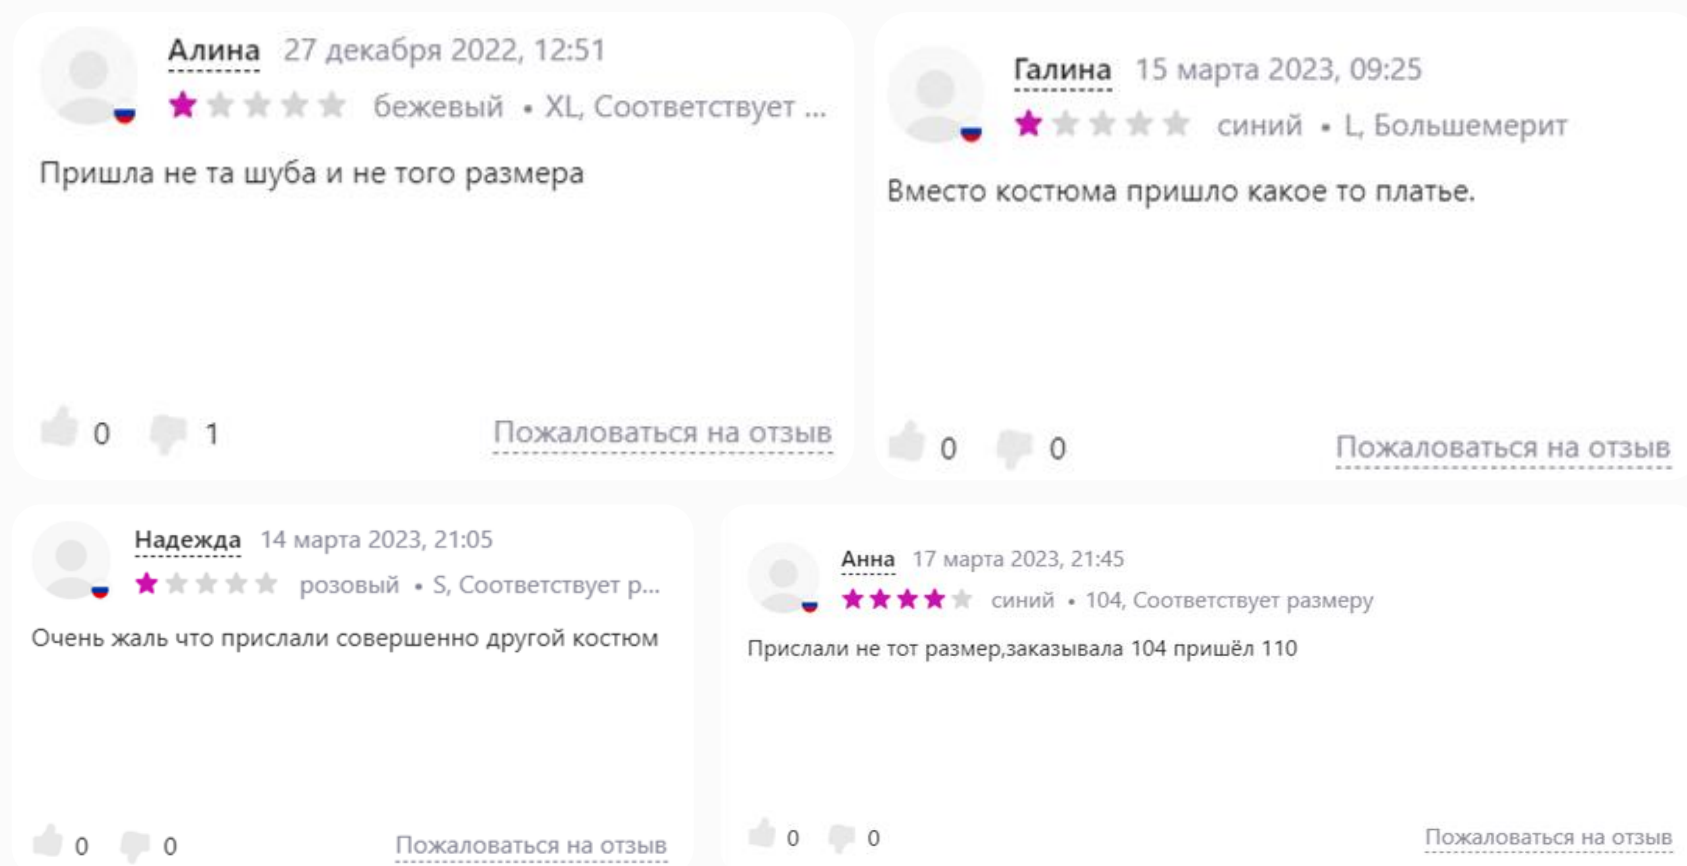 Алина 27 декабря 2022, 12:51
бежевый • XL, Соответствует ...
Пришла не та шуба и не того размера
0 1 Пожаловаться на отзыв
Галина 15 марта 2023, 09:25
синий • L, Большемерит
Вместо костюма пришло какое то платье.
0 0 Пожаловаться на отзыв
Надежда 14 марта 2023, 21:05
розовый • S, Соответствует р...
Очень жаль что прислали совершенно другой костюм
0 0 Пожаловаться на отзыв
Анна 17 марта 2023, 21:45
синий • 104, Соответствует размеру
Прислали не тот размер,заказывала 104 пришёл 110
0 0 Пожаловаться на отзыв